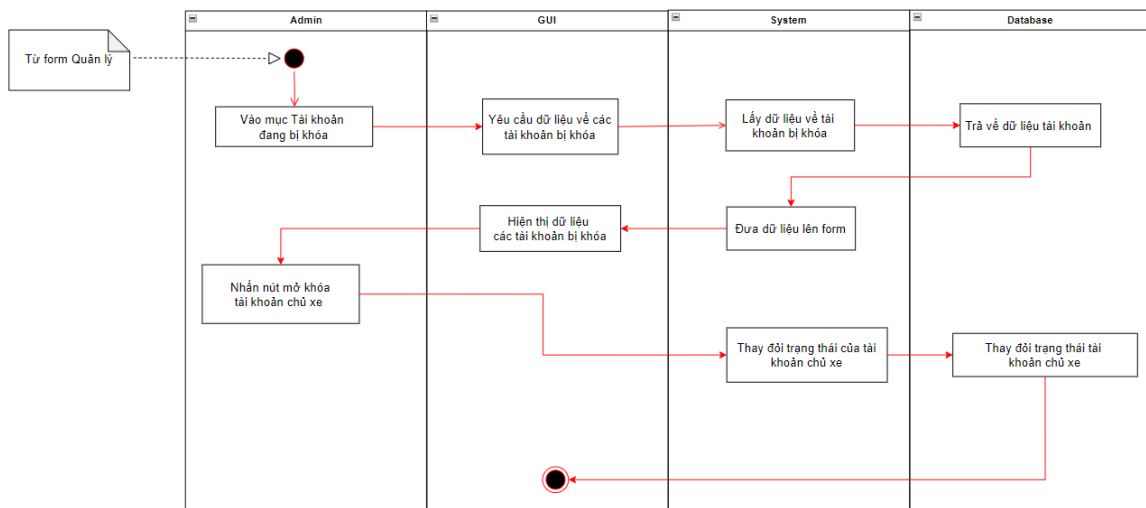 Admin
GUI
System
Database
Từ form Quản lý
Vào mục Tài khoản
đang bị khóa
Yêu cầu dữ liệu về các
tài khoản bị khóa
Lấy dữ liệu về tài
khoản bị khóa
Trả về dữ liệu tài khoản
Hiện thị dữ liệu
các tài khoản bị khóa
Đưa dữ liệu lên form
Nhấn nút mở khóa
tài khoản chủ xe
Thay đổi trạng thái của tài
khoản chủ xe
Thay đổi trạng thái tài
khoản chủ xe